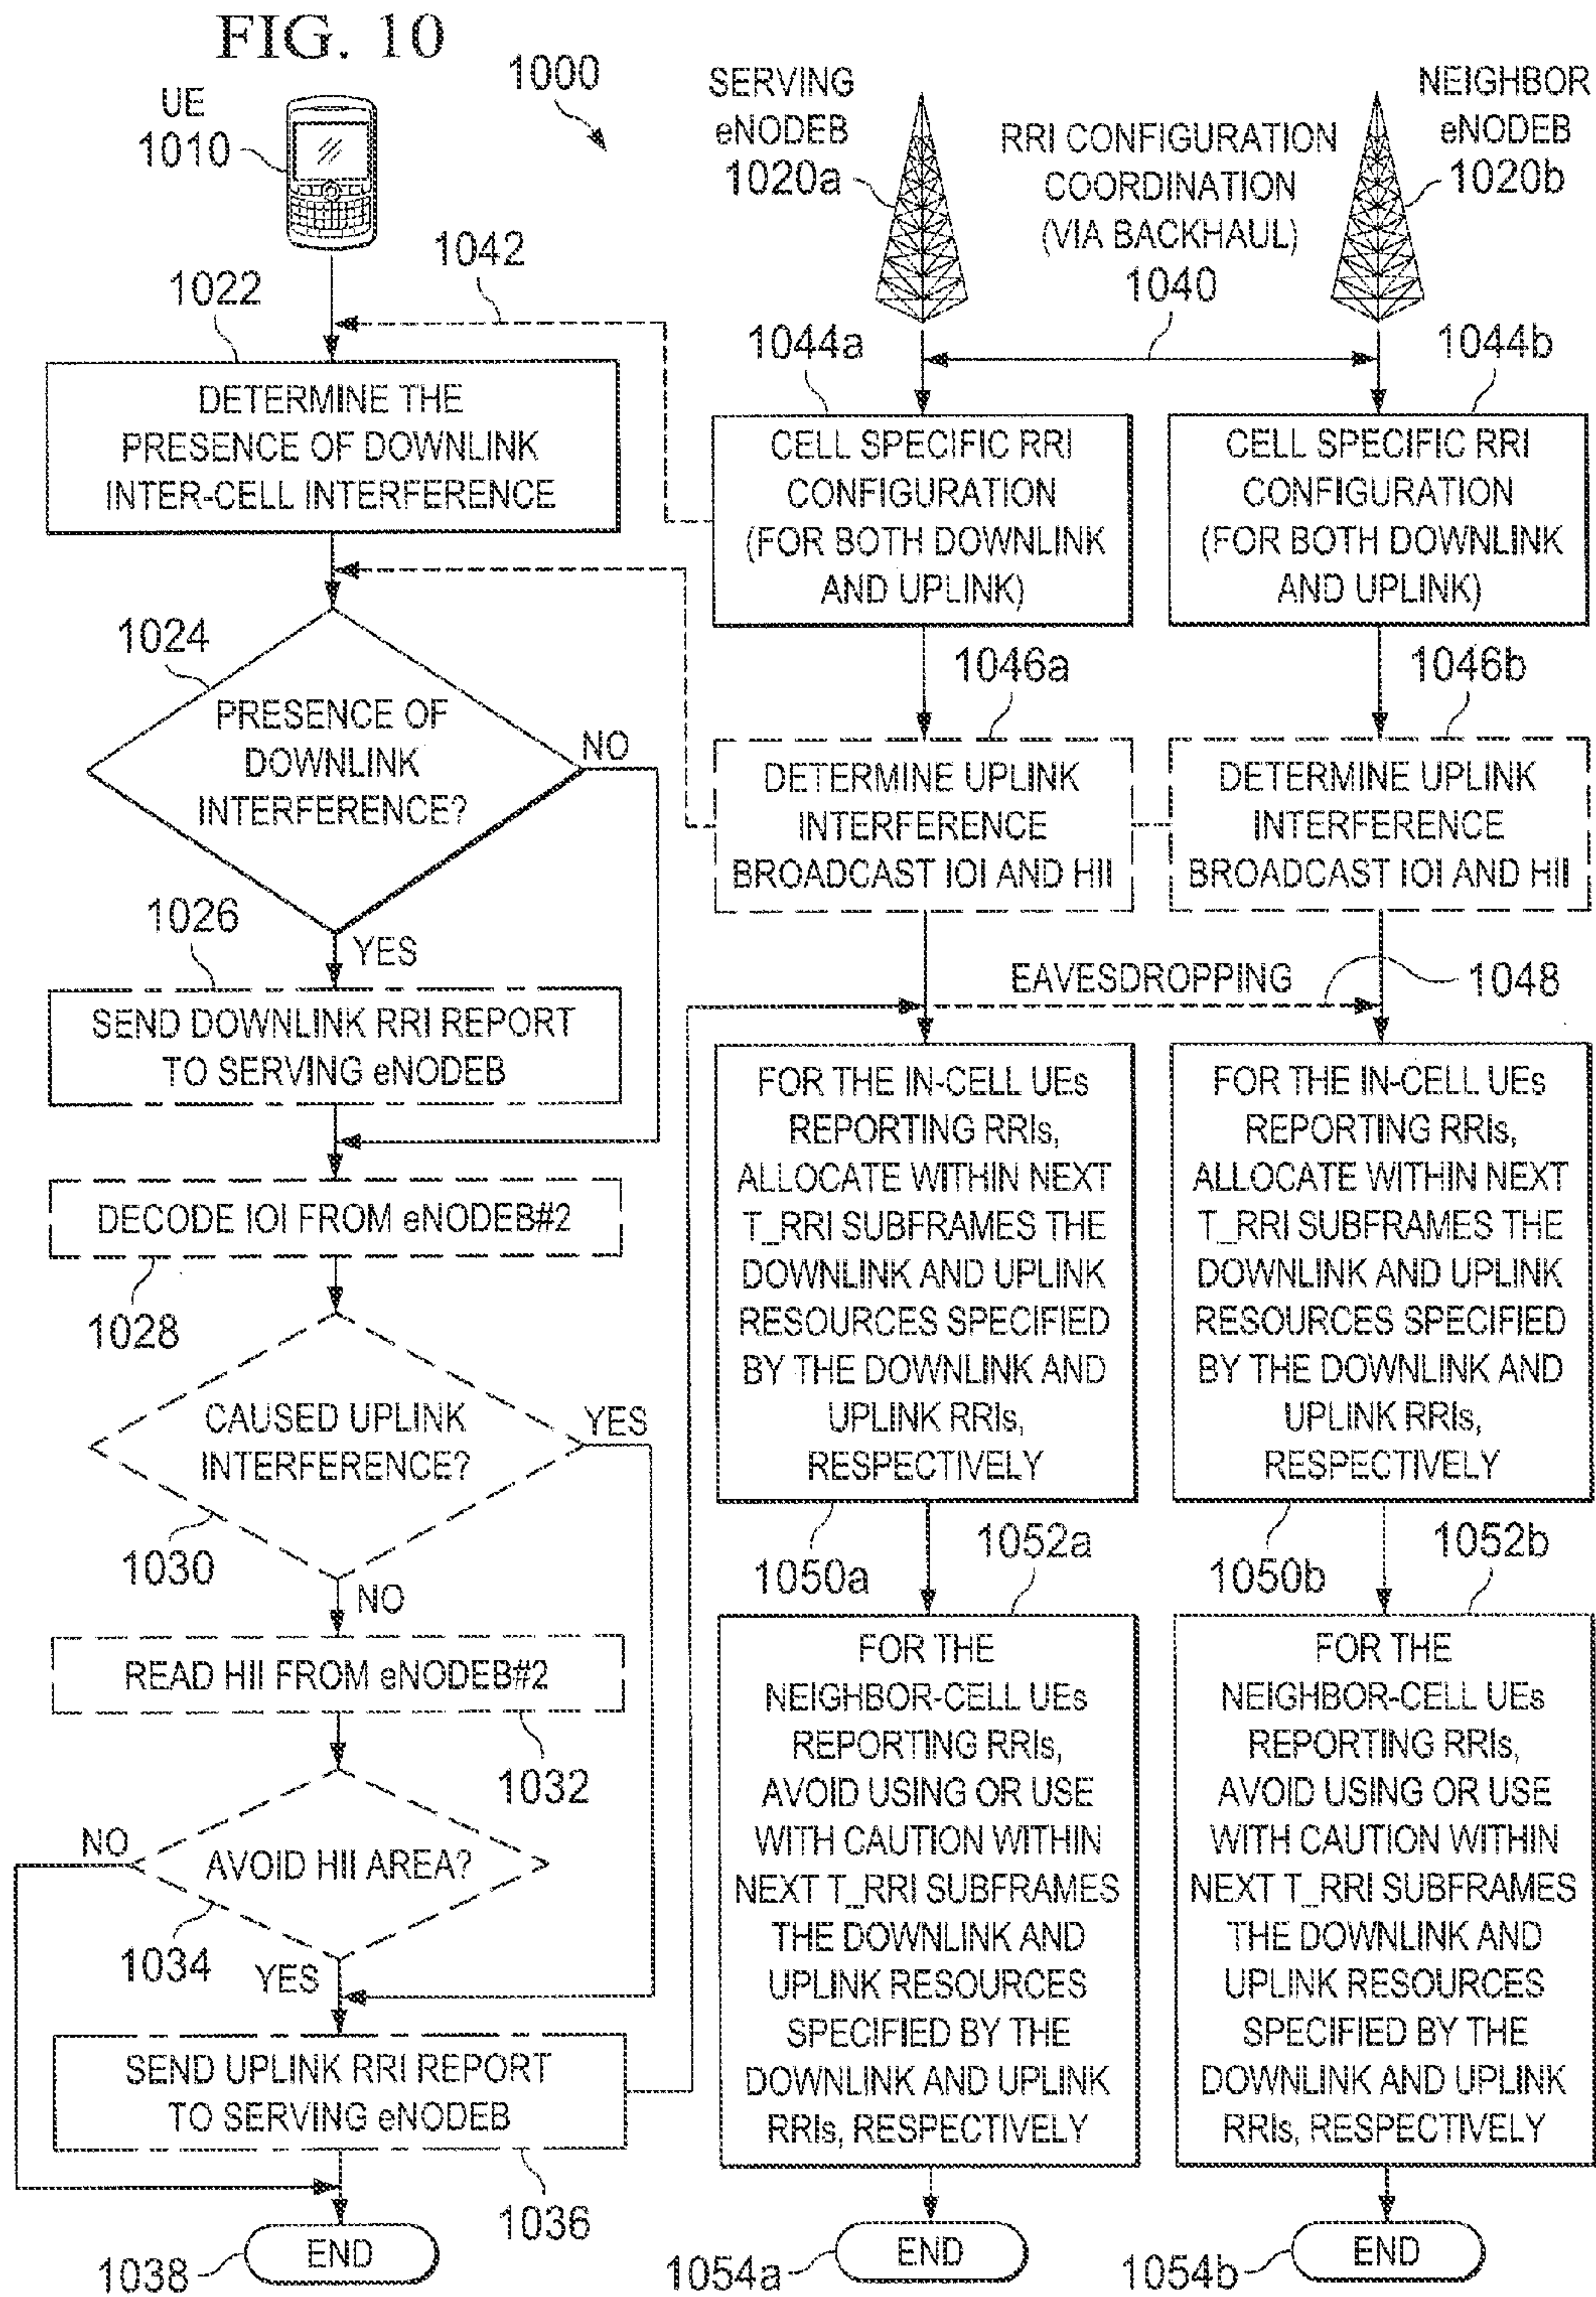 FIG. 10
1000
UE
1010
SERVING
eNODEB
1020a
RRI CONFIGURATION
COORDINATION
(VIA BACKHAUL)
1040
NEIGHBOR
eNODEB
1020b
1042
1022
DETERMINE THE
PRESENCE OF DOWNLINK
INTER-CELL INTERFERENCE
1024
PRESENCE OF
DOWNLINK
INTERFERENCE?
NO
YES
1026
SEND DOWNLINK RRI REPORT
TO SERVING eNODEB
DECODE IOI FROM eNODEB#2
1028
CAUSED UPLINK
INTERFERENCE?
YES
1030
NO
READ HII FROM eNODEB#2
1032
NO
AVOID HII AREA?
1034
YES
SEND UPLINK RRI REPORT
TO SERVING eNODEB
1036
END
1038
1044a
CELL SPECIFIC RRI
CONFIGURATION
(FOR BOTH DOWNLINK
AND UPLINK)
1046a
DETERMINE UPLINK
INTERFERENCE
BROADCAST IOI AND HII
EAVESDROPPING
1048
FOR THE IN-CELL UEs
REPORTING RRIs,
ALLOCATE WITHIN NEXT
T_RRI SUBFRAMES THE
DOWNLINK AND UPLINK
RESOURCES SPECIFIED
BY THE DOWNLINK AND
UPLINK RRIs,
RESPECTIVELY
1050a
1052a
FOR THE
NEIGHBOR-CELL UEs
REPORTING RRIs,
AVOID USING OR USE
WITH CAUTION WITHIN
NEXT T_RRI SUBFRAMES
THE DOWNLINK AND
UPLINK RESOURCES
SPECIFIED BY THE
DOWNLINK AND UPLINK
RRIs, RESPECTIVELY
END
1054a
1044b
CELL SPECIFIC RRI
CONFIGURATION
(FOR BOTH DOWNLINK
AND UPLINK)
1046b
DETERMINE UPLINK
INTERFERENCE
BROADCAST IOI AND HII
FOR THE IN-CELL UEs
REPORTING RRIs,
ALLOCATE WITHIN NEXT
T_RRI SUBFRAMES THE
DOWNLINK AND UPLINK
RESOURCES SPECIFIED
BY THE DOWNLINK AND
UPLINK RRIs,
RESPECTIVELY
1050b
1052b
FOR THE
NEIGHBOR-CELL UEs
REPORTING RRIs,
AVOID USING OR USE
WITH CAUTION WITHIN
NEXT T_RRI SUBFRAMES
THE DOWNLINK AND
UPLINK RESOURCES
SPECIFIED BY THE
DOWNLINK AND UPLINK
RRIs, RESPECTIVELY
END
1054b